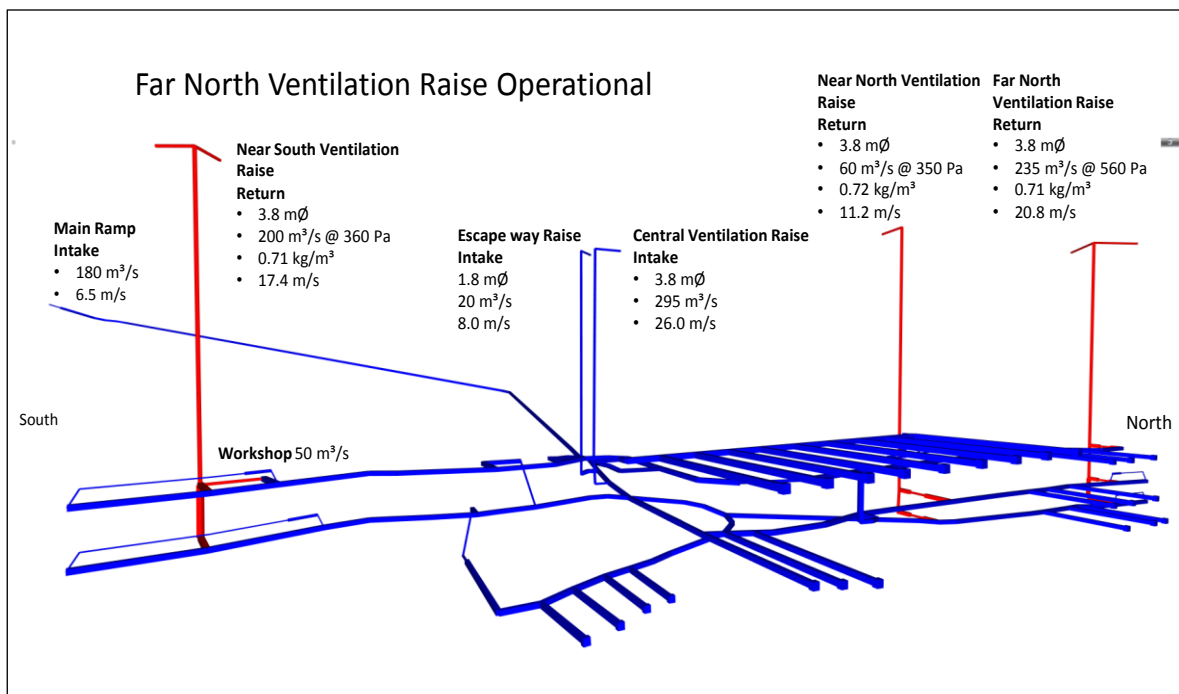 Far North Ventilation Raise Operational
Near North Ventilation
Raise
Return
• 3.8 mØ
• 60 m³/s @ 350 Pa
• 0.72 kg/m³
• 11.2 m/s
Far North
Ventilation Raise
Return
• 3.8 mØ
• 235 m³/s @ 560 Pa
• 0.71 kg/m³
• 20.8 m/s
Near South Ventilation
Raise
Return
• 3.8 mØ
• 200 m³/s @ 360 Pa
• 0.71 kg/m³
• 17.4 m/s
Main Ramp
Intake
• 180 m³/s
• 6.5 m/s
Escape way Raise
Intake
1.8 mØ
20 m³/s
8.0 m/s
Central Ventilation Raise
Intake
• 3.8 mØ
• 295 m³/s
• 26.0 m/s
South
North
Workshop 50 m³/s